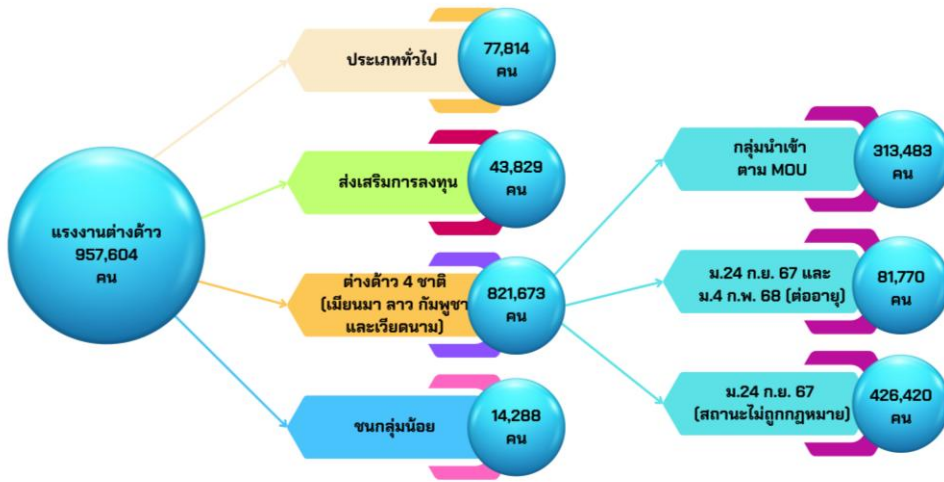 แรงงานต่างด้าว
957,604
คน
ประเภททั่วไป
77,814
คน
ส่งเสริมการลงทุน
43,829
คน
ต่างด้าว 4 ชาติ
(เมียนมา ลาว กัมพูชา
และเวียดนาม)
821,673
คน
ชนกลุ่มน้อย
14,288
คน
กลุ่มนำเข้า
ตาม MOU
313,483
คน
ม.24 ก.ย. 67 และ
ม.4 ก.พ. 68 (ต่ออายุ)
81,770
คน
ม.24 ก.ย. 67
(สถานะไม่ถูกกฎหมาย)
426,420
คน